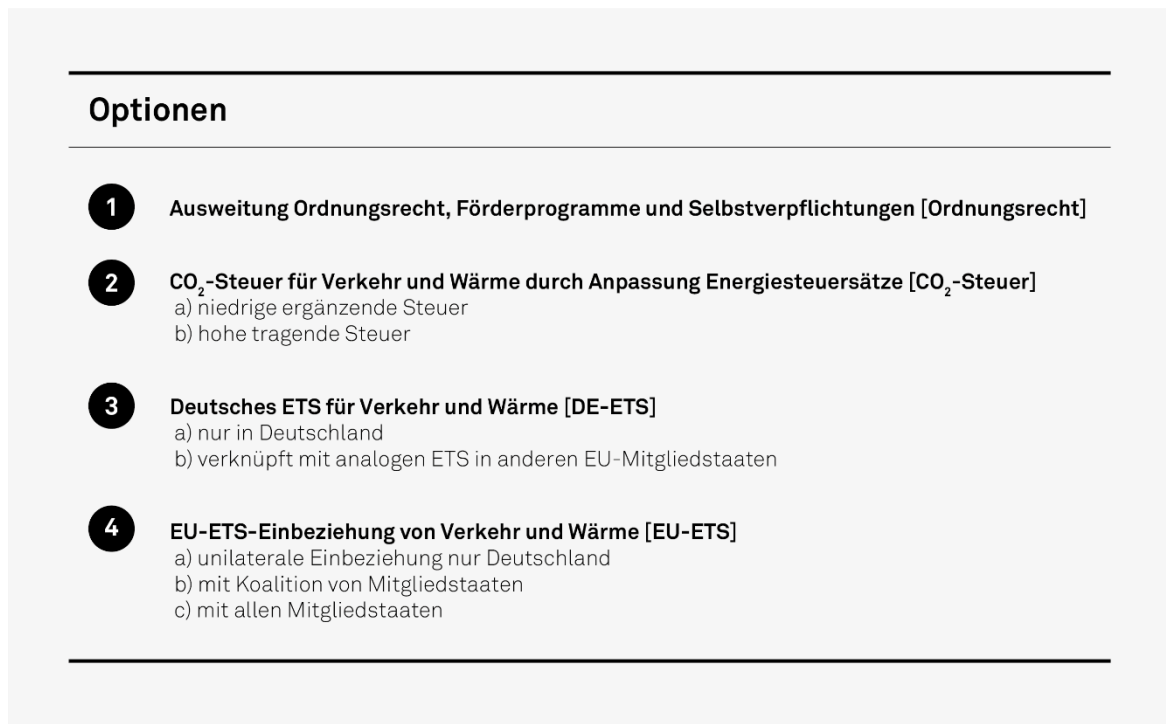 Optionen
1 Ausweitung Ordnungsrecht, Förderprogramme und Selbstverpflichtungen [Ordnungsrecht]
2 CO₂-Steuer für Verkehr und Wärme durch Anpassung Energiesteuersätze [CO₂-Steuer]
a) niedrige ergänzende Steuer
b) hohe tragende Steuer
3 Deutsches ETS für Verkehr und Wärme [DE-ETS]
a) nur in Deutschland
b) verknüpft mit analogen ETS in anderen EU-Mitgliedstaaten
4 EU-ETS-Einbeziehung von Verkehr und Wärme [EU-ETS]
a) unilaterale Einbeziehung nur Deutschland
b) mit Koalition von Mitgliedstaaten
c) mit allen Mitgliedstaaten